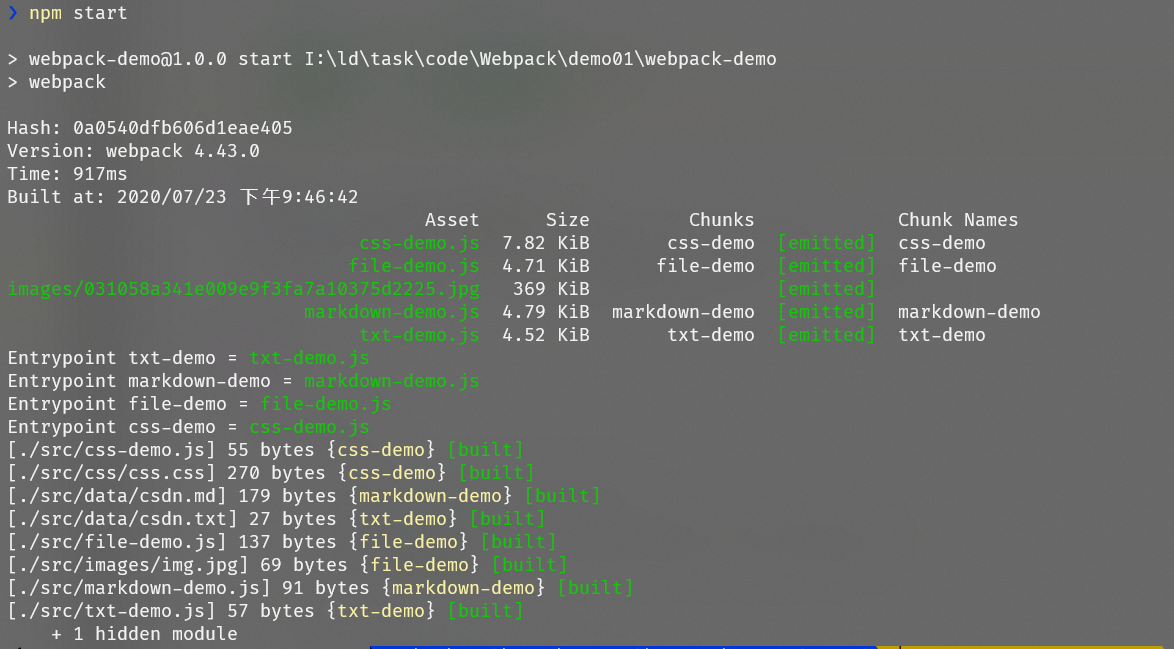 ❯ npm start
> webpack-demo@1.0.0 start I:\ld\task\code\Webpack\demo01\webpack-demo
> webpack
Hash: 0a0540dfb606d1eae405
Version: webpack 4.43.0
Time: 917ms
Built at: 2020/07/23 下午9:46:42
Asset Size Chunks Chunk Names
css-demo.js 7.82 KiB css-demo [emitted] css-demo
file-demo.js 4.71 KiB file-demo [emitted] file-demo
images/031058a341e009e9f3fa7a10375d2225.jpg 369 KiB [emitted]
markdown-demo.js 4.79 KiB markdown-demo [emitted] markdown-demo
txt-demo.js 4.52 KiB txt-demo [emitted] txt-demo
Entrypoint txt-demo = txt-demo.js
Entrypoint markdown-demo = markdown-demo.js
Entrypoint file-demo = file-demo.js
Entrypoint css-demo = css-demo.js
[./src/css-demo.js] 55 bytes {css-demo} [built]
[./src/css/css.css] 270 bytes {css-demo} [built]
[./src/data/csdn.md] 179 bytes {markdown-demo} [built]
[./src/data/csdn.txt] 27 bytes {txt-demo} [built]
[./src/file-demo.js] 137 bytes {file-demo} [built]
[./src/images/img.jpg] 69 bytes {file-demo} [built]
[./src/markdown-demo.js] 91 bytes {markdown-demo} [built]
[./src/txt-demo.js] 57 bytes {txt-demo} [built]
+ 1 hidden module